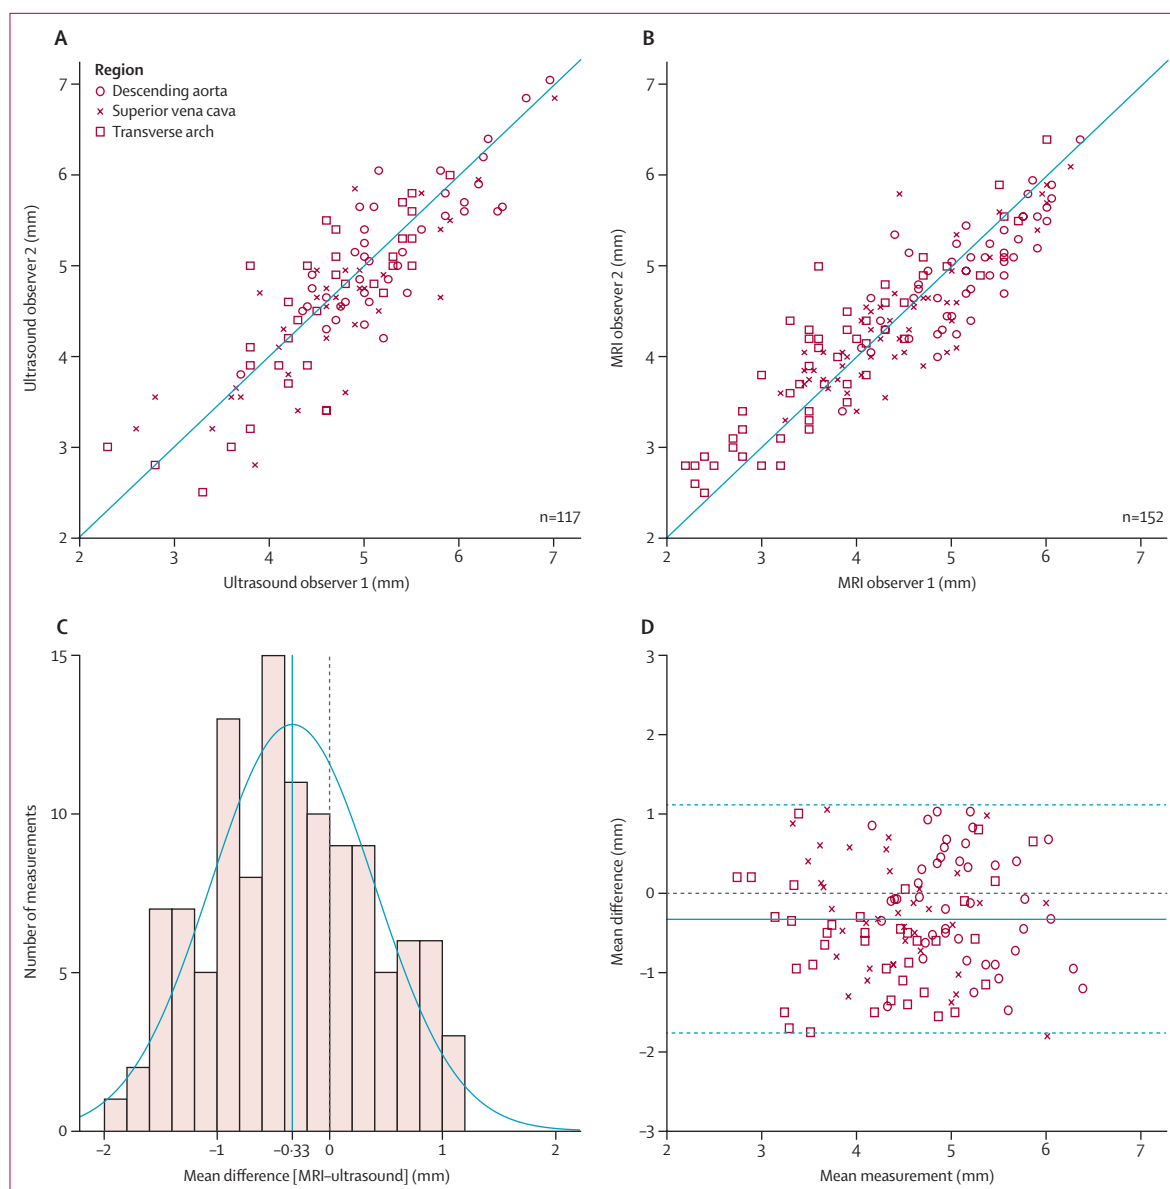 A
Region
Descending aorta
Superior vena cava
Transverse arch
7
6
5
4
3
2
Ultrasound observer 2 (mm)
n=117
2 3 4 5 6 7
Ultrasound observer 1 (mm)
B
7
6
5
4
3
2
MRI observer 2 (mm)
n=152
2 3 4 5 6 7
MRI observer 1 (mm)
C
15
10
5
0
Number of measurements
–2 –1 –0·33 0 1 2
Mean difference [MRI–ultrasound] (mm)
D
3
2
1
0
–1
–2
–3
Mean difference (mm)
2 3 4 5 6 7
Mean measurement (mm)